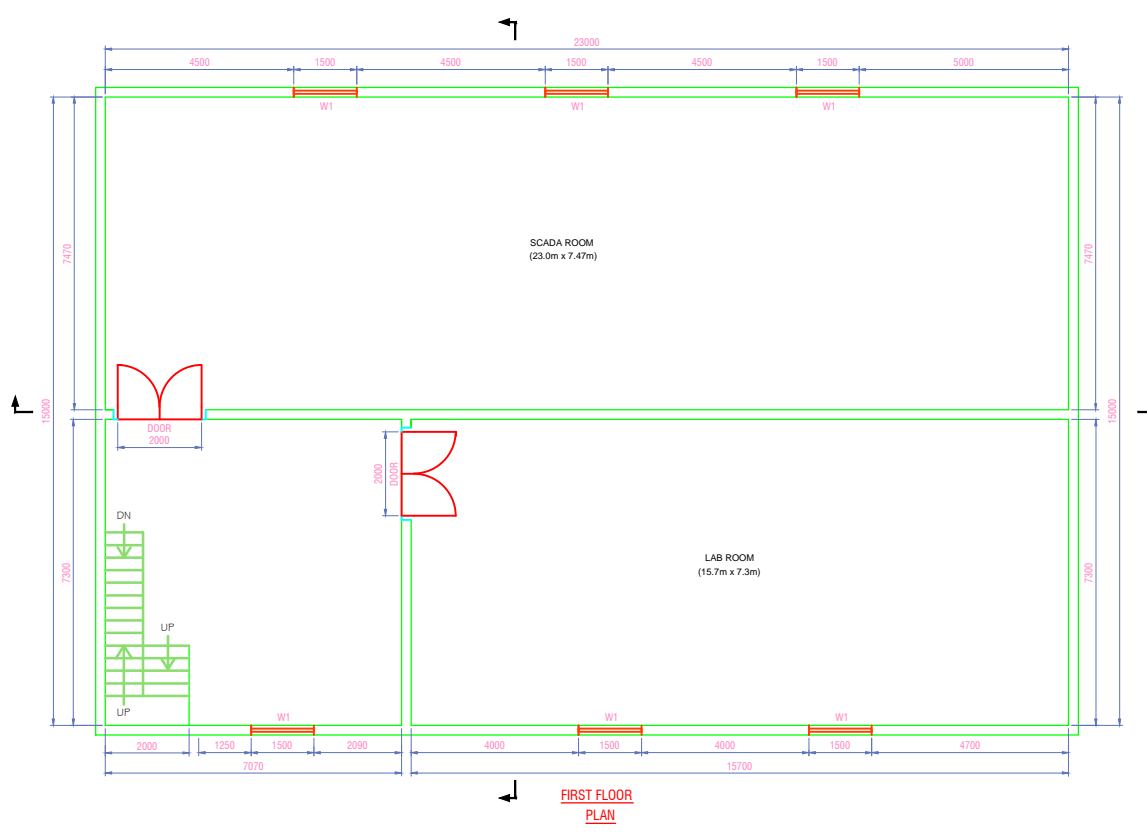 23000
4500 1500 4500 1500 4500 1500 5000
W1 W1 W1
7470
7470
SCADA ROOM
(23.0m x 7.47m)
15000
15000
DOOR
2000
2000
DOOR
DN
LAB ROOM
(15.7m x 7.3m)
7300
7300
UP
UP
W1 W1 W1
2000 1250 1500 2090 4000 1500 4000 1500 4700
7070 15700
FIRST FLOOR
PLAN